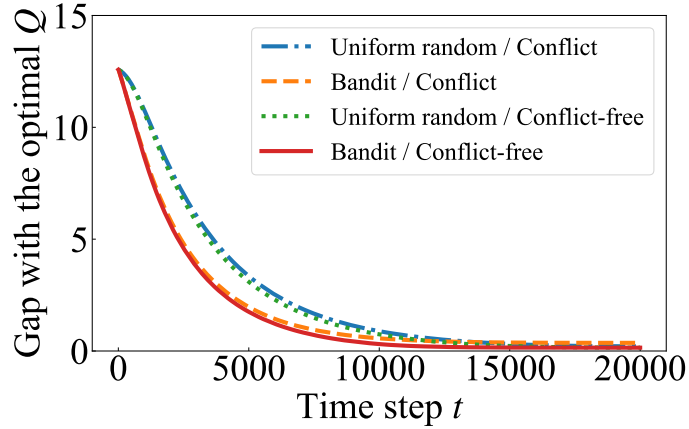 Gap with the optimal Q
15
10
5
0
Uniform random / Conflict
Bandit / Conflict
Uniform random / Conflict-free
Bandit / Conflict-free
0 5000 10000 15000 20000
Time step t